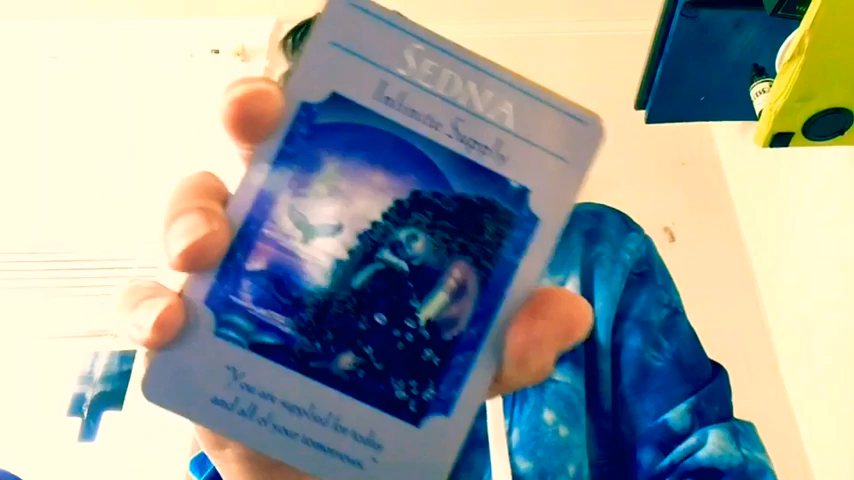 SEDNA
Infinite Supply
"You are supplied for today
and all of your tomorrows."